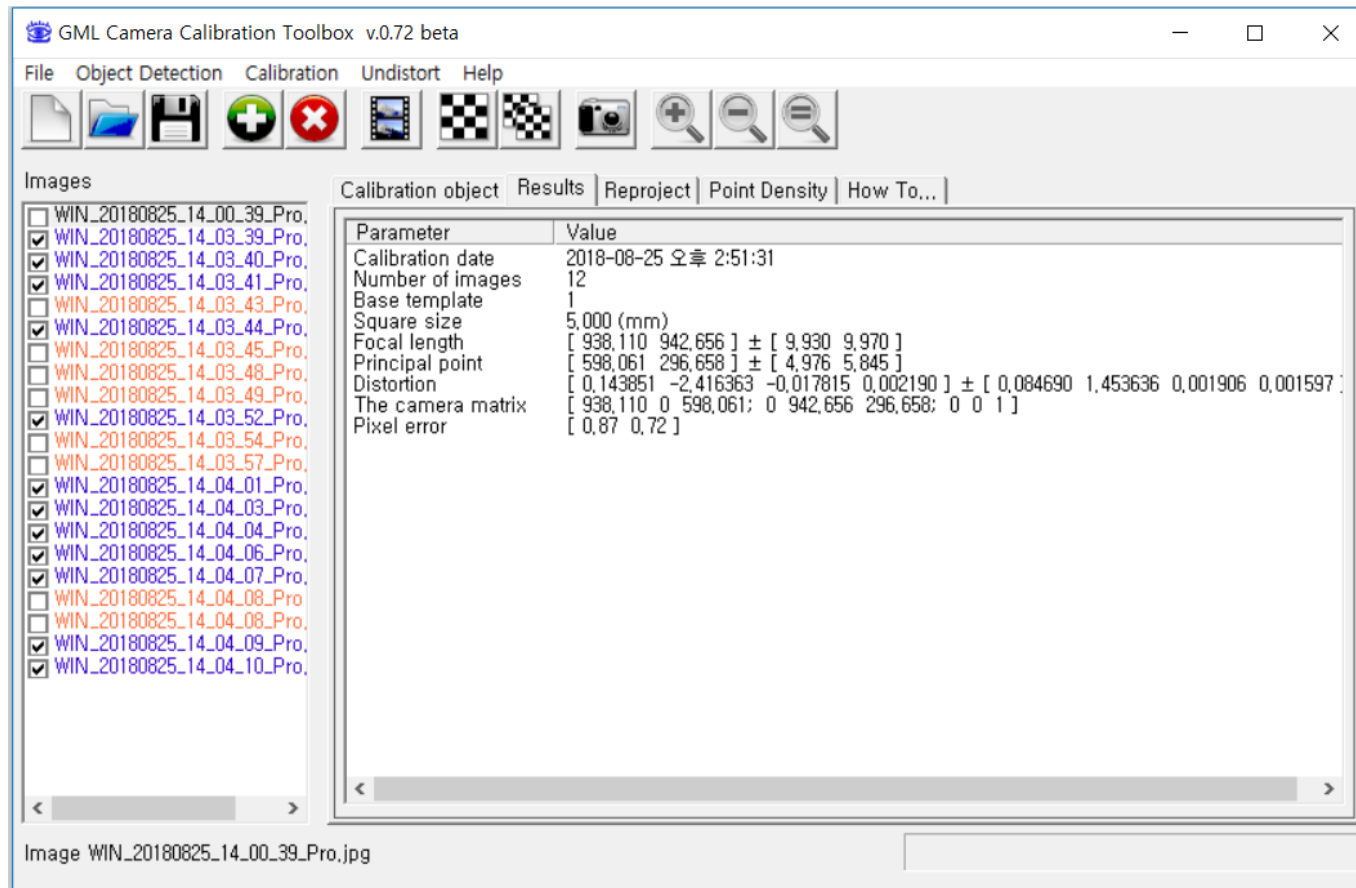 GML Camera Calibration Toolbox v.0.72 beta
File Object Detection Calibration Undistort Help
Images
WIN_20180825_14_00_39_Pro.
WIN_20180825_14_03_39_Pro.
WIN_20180825_14_03_40_Pro.
WIN_20180825_14_03_41_Pro.
WIN_20180825_14_03_43_Pro.
WIN_20180825_14_03_44_Pro.
WIN_20180825_14_03_45_Pro.
WIN_20180825_14_03_48_Pro.
WIN_20180825_14_03_49_Pro.
WIN_20180825_14_03_52_Pro.
WIN_20180825_14_03_54_Pro.
WIN_20180825_14_03_57_Pro.
WIN_20180825_14_04_01_Pro.
WIN_20180825_14_04_03_Pro.
WIN_20180825_14_04_04_Pro.
WIN_20180825_14_04_06_Pro.
WIN_20180825_14_04_07_Pro.
WIN_20180825_14_04_08_Pro
WIN_20180825_14_04_08_Pro.
WIN_20180825_14_04_09_Pro.
WIN_20180825_14_04_10_Pro.
Calibration object Results Reproject Point Density How To...
Parameter Value
Calibration date 2018-08-25 오후 2:51:31
Number of images 12
Base template 1
Square size 5,000 (mm)
Focal length [ 938,110 942,656 ] ± [ 9,930 9,970 ]
Principal point [ 598,061 296,658 ] ± [ 4,976 5,845 ]
Distortion [ 0,143851 -2,416363 -0,017815 0,002190 ] ± [ 0,084690 1,453636 0,001906 0,001597 ]
The camera matrix [ 938,110 0 598,061; 0 942,656 296,658; 0 0 1 ]
Pixel error [ 0,87 0,72 ]
Image WIN_20180825_14_00_39_Pro.jpg